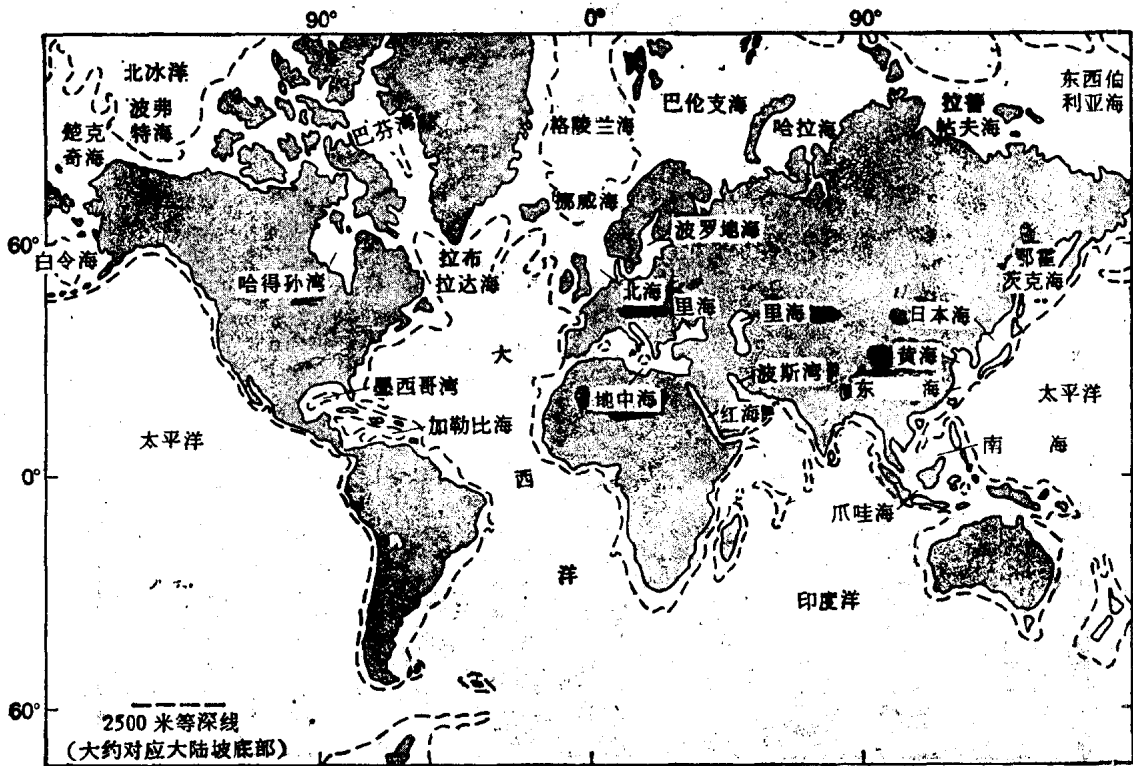 90° 0° 90°
北冰洋
波弗
特海
楚克
奇海
巴芬湾
格陵兰海
巴伦支海
哈拉海
拉普
帖夫海
东西伯
利亚海
挪威海
波罗地海
60°
白令海
哈得孙湾
拉布
拉达海
北海
里海
里海
鄂霍
茨克海
日本海
大
黄海
波斯湾
东 海
墨西哥湾
地中海
红海
太平洋
加勒比海
太平洋
南 海
0°
西
爪哇海
洋
印度洋
60°
2500 米等深线
（大约对应大陆坡底部）